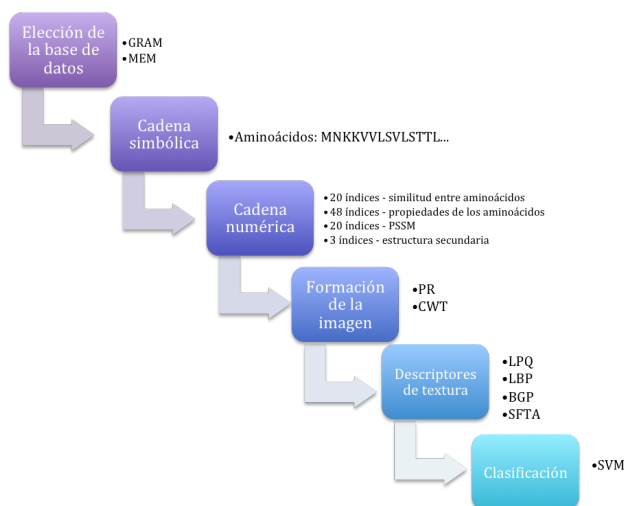 Elección de
la base de
datos
•GRAM
•MEM
Cadena
simbólica
•Aminoácidos: MNKKVVLSVLSTTL...
Cadena
numérica
•20 índices - similitud entre aminoácidos
•48 índices - propiedades de los aminoácidos
•20 índices - PSSM
•3 índices - estructura secundaria
Formación
de la
imagen
•PR
•CWT
Descriptores
de textura
•LPQ
•LBP
•BGP
•SFTA
Clasificación
•SVM